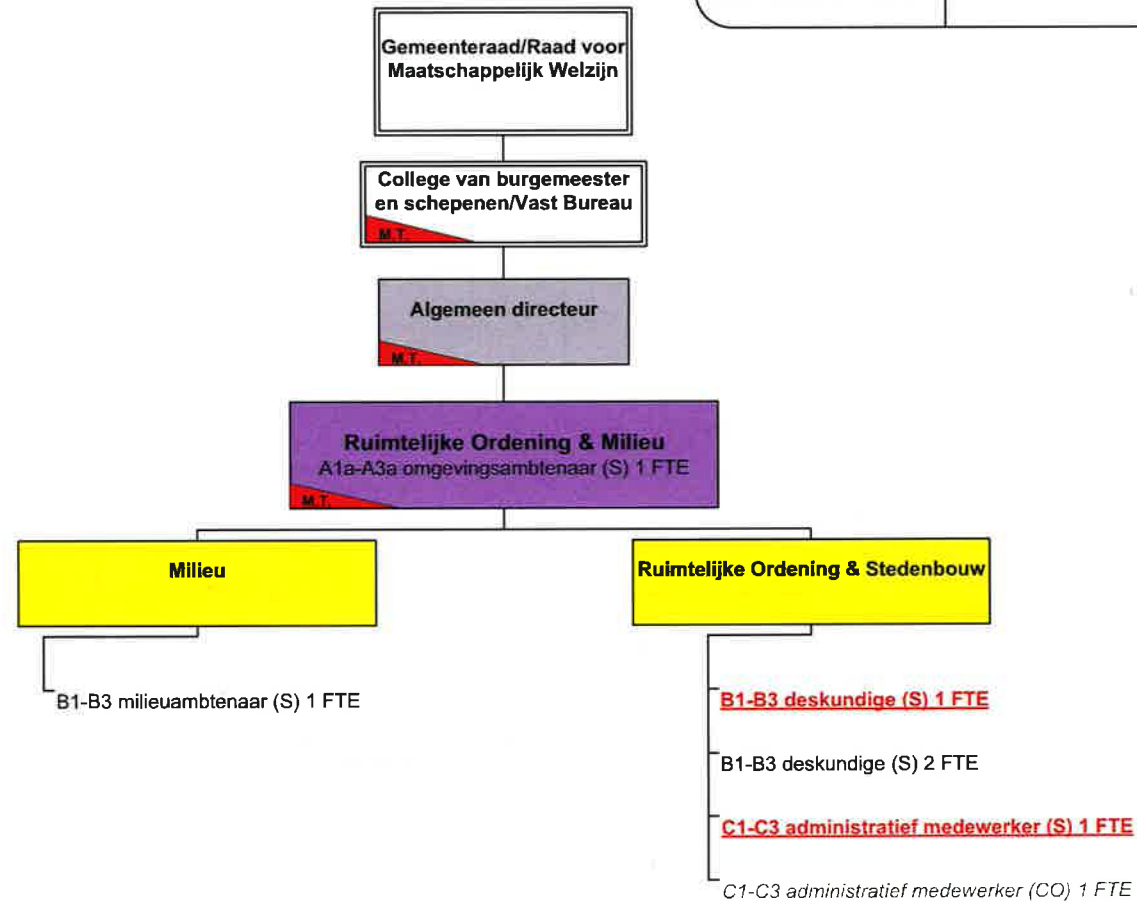 Gemeenteraad/Raad voor
Maatschappelijk Welzijn
College van burgemeester
en schepenen/Vast Bureau
M.T.
Algemeen directeur
M.T.
Ruimtelijke Ordening & Milieu
A1a-A3a omgevingsambtenaar (S) 1 FTE
M.T.
Milieu
Ruimtelijke Ordening & Stedenbouw
B1-B3 milieuambtenaar (S) 1 FTE
B1-B3 deskundige (S) 1 FTE
B1-B3 deskundige (S) 2 FTE
C1-C3 administratief medewerker (S) 1 FTE
C1-C3 administratief medewerker (CO) 1 FTE